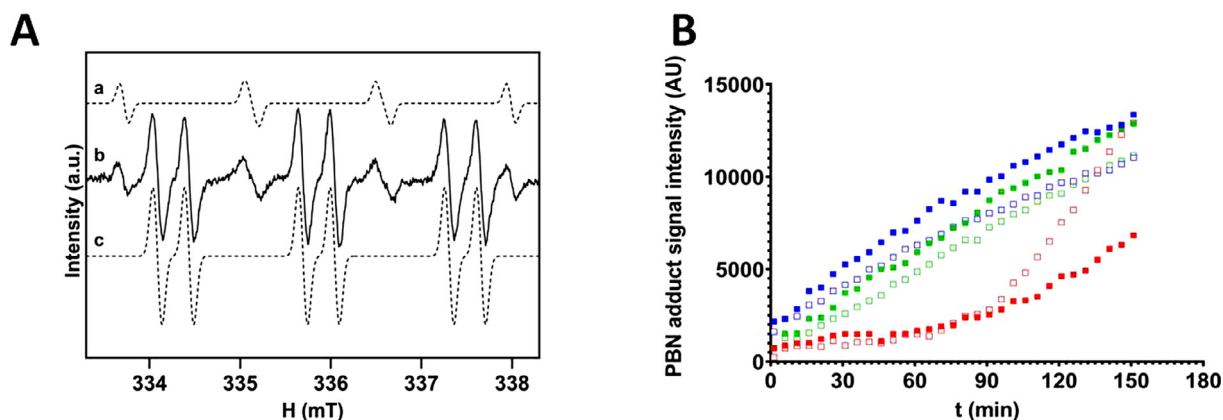 A
B
a
b
c
Intensity (a.u.)
334 335 336 337 338
H (mT)
PBN adduct signal intensity (AU)
15000
10000
5000
0
0 30 60 90 120 150 180
t (min)